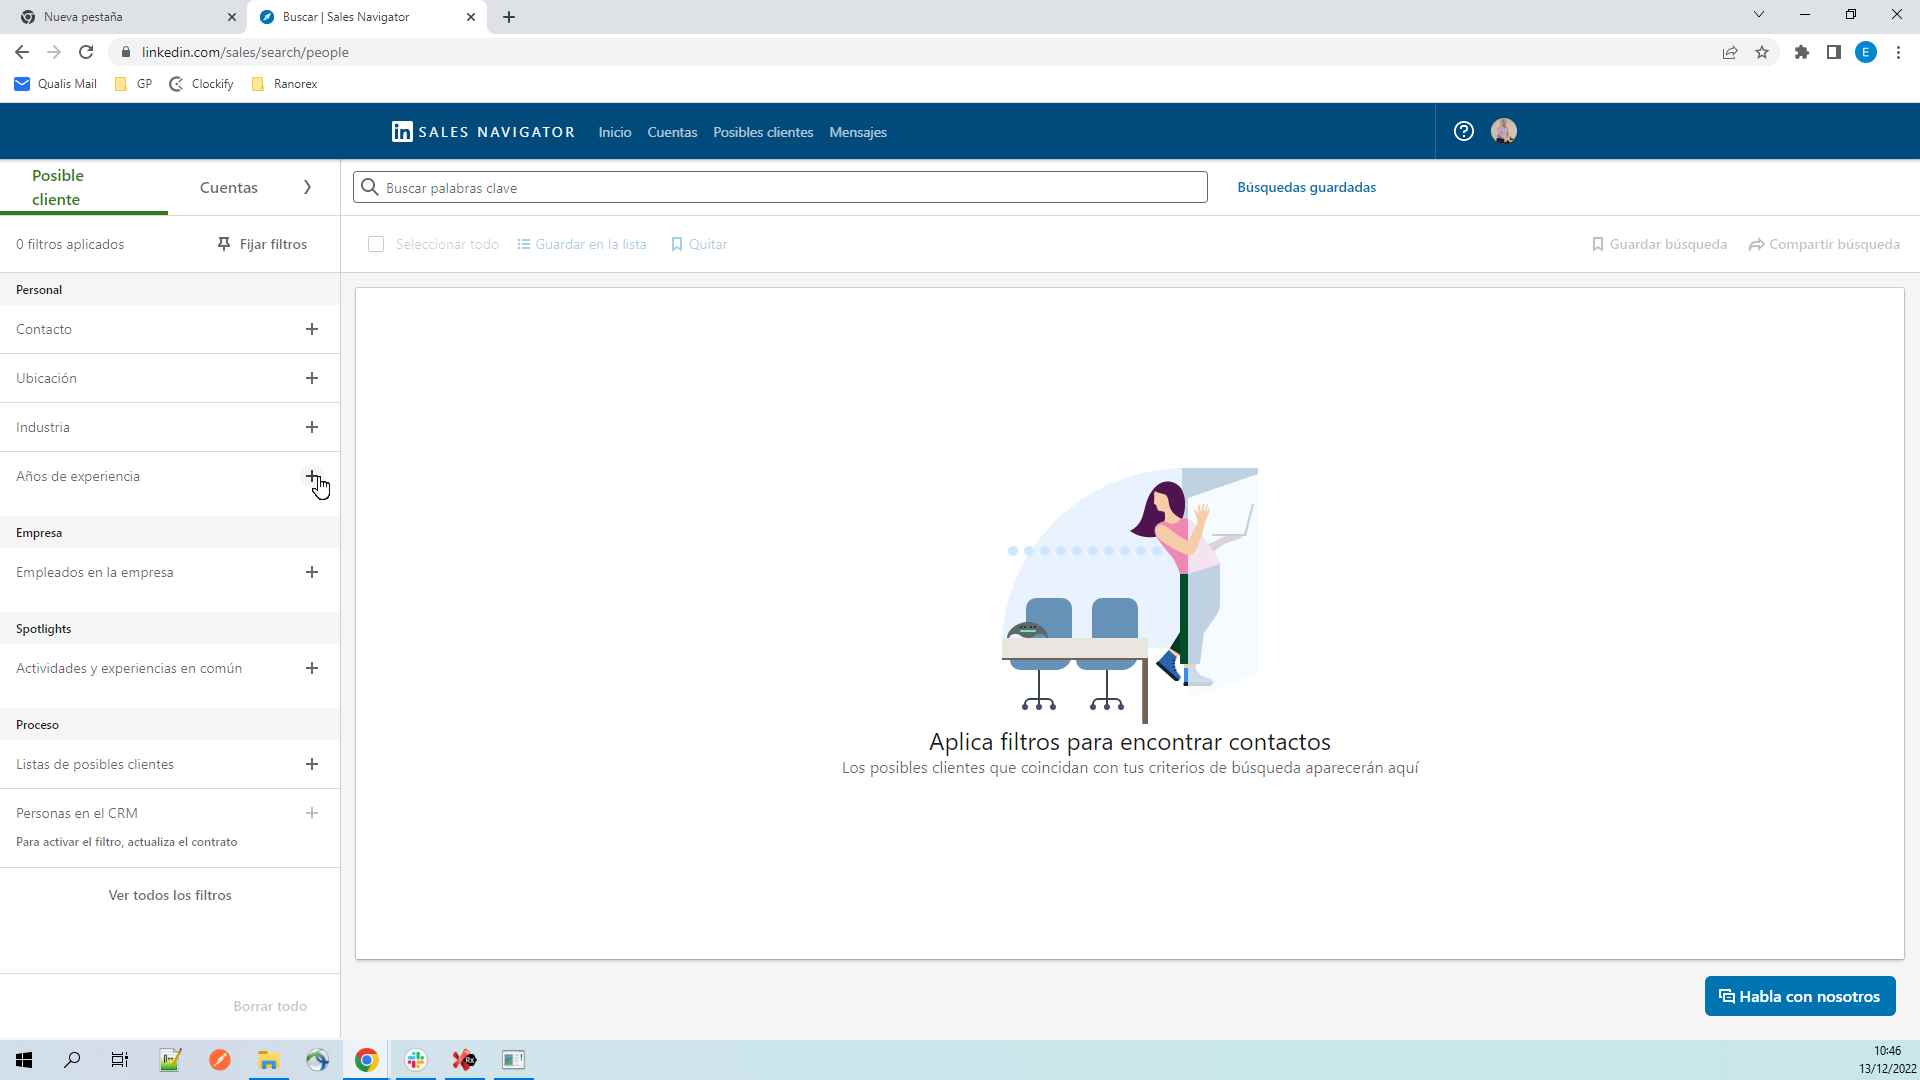 Nueva pestaña
Buscar | Sales Navigator
linkedin.com/sales/search/people
E
Qualis Mail
GP
Clockify
Ranorex
in SALES NAVIGATOR
Inicio
Cuentas
Posibles clientes
Mensajes
Posible
cliente
Cuentas
Buscar palabras clave
Búsquedas guardadas
0 filtros aplicados
Fijar filtros
Seleccionar todo
Guardar en la lista
Quitar
Guardar búsqueda
Compartir búsqueda
Personal
Contacto
Ubicación
Industria
Años de experiencia
Empresa
Empleados en la empresa
Spotlights
Actividades y experiencias en común
Proceso
Listas de posibles clientes
Personas en el CRM
Para activar el filtro, actualiza el contrato
Ver todos los filtros
Borrar todo
Aplica filtros para encontrar contactos
Los posibles clientes que coincidan con tus criterios de búsqueda aparecerán aquí
Habla con nosotros
10:46
13/12/2022